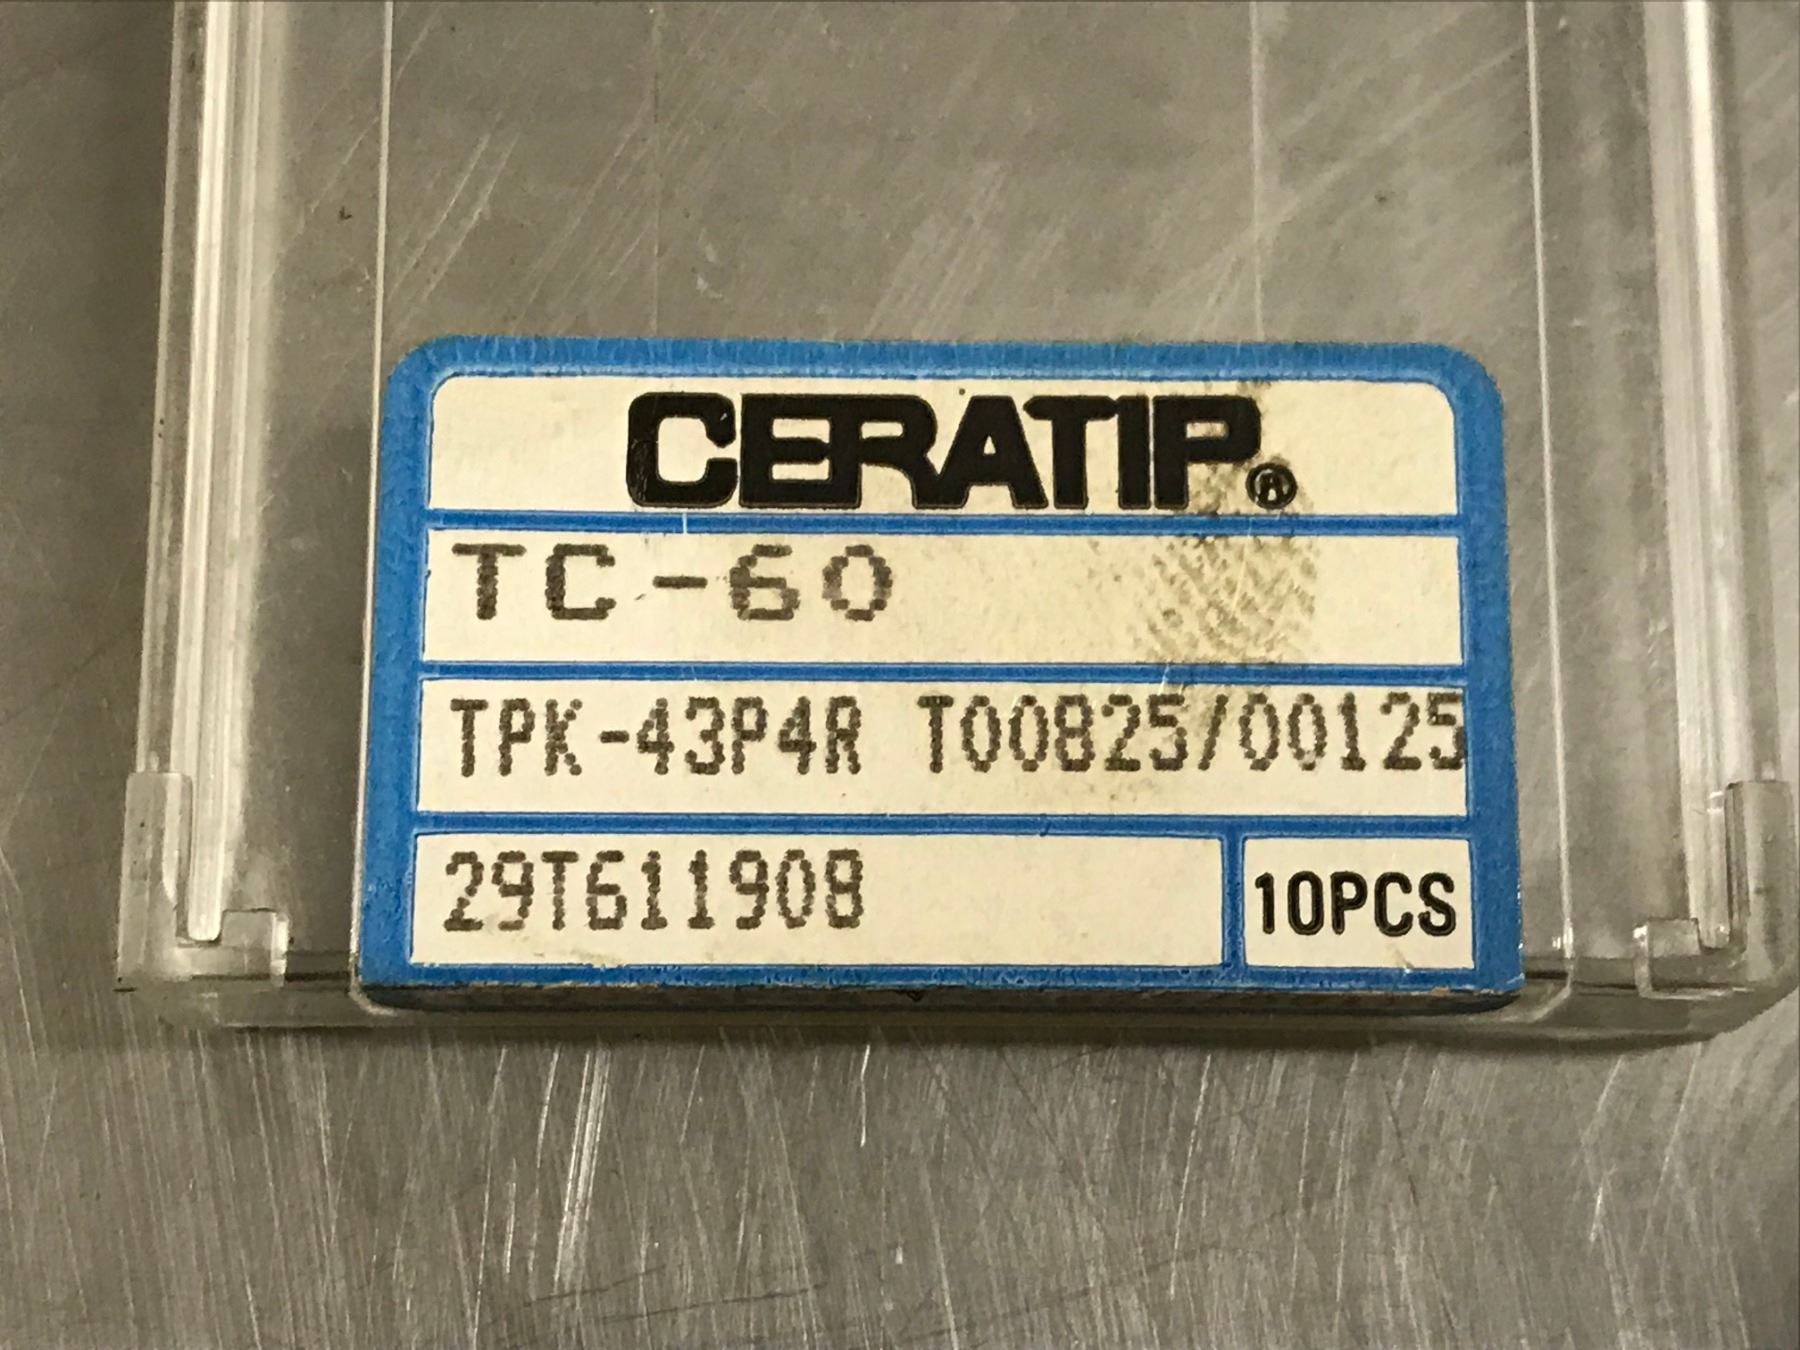 CERATIP®
TC-60
TPK-43P4R T00825/00125
29T611908
10PCS